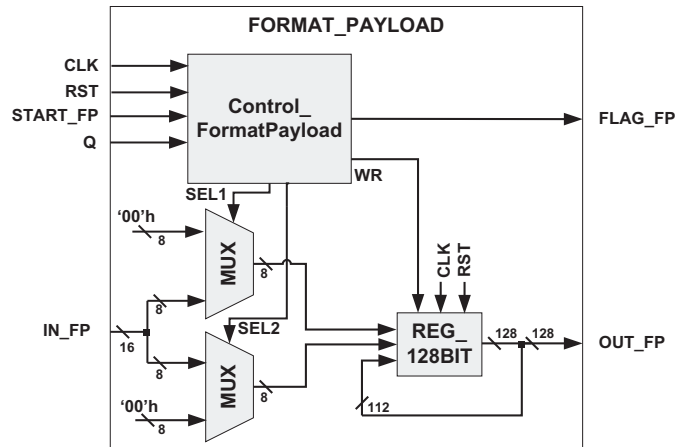 FORMAT_PAYLOAD
CLK
RST
START_FP
Q
Control_
FormatPayload
FLAG_FP
WR
SEL1
‘00’h
8
MUX
8
CLK
RST
8
IN_FP
16
SEL2
8
MUX
8
REG_
128BIT
128
128
OUT_FP
‘00’h
8
112